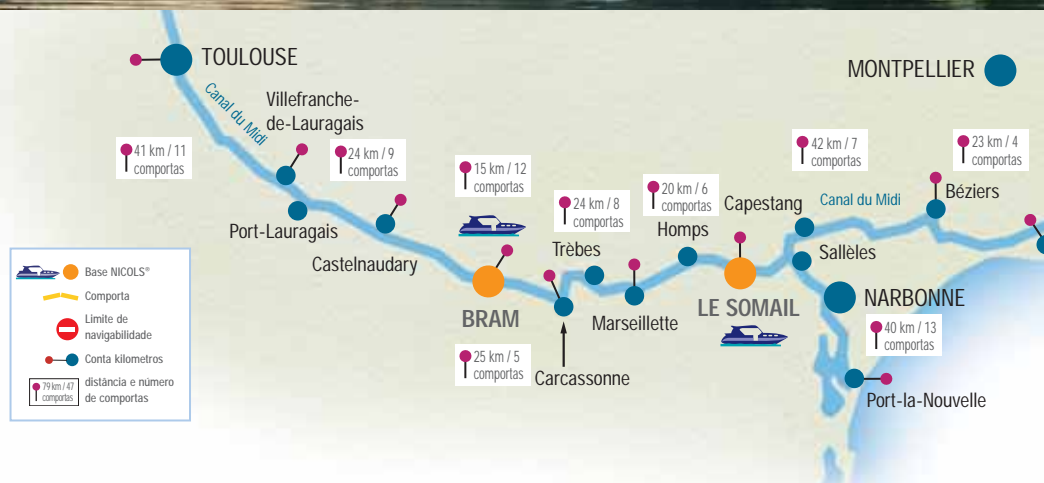 TOULOUSE
MONTPELLIER
Canal du Midi
Villefranche-
de-Lauragais
41 km / 11
comportas
24 km / 9
comportas
15 km / 12
comportas
24 km / 8
comportas
20 km / 6
comportas
42 km / 7
comportas
23 km / 4
comportas
Capestang
Canal du Midi
Béziers
Port-Lauragais
Castelnaudary
Trèbes
Homps
Sallèles
BRAM
Marseillette
LE SOMAIL
NARBONNE
40 km / 13
comportas
25 km / 5
comportas
Carcassonne
Port-la-Nouvelle
Base NICOLS®
Comporta
Limite de
navigabilidade
Conta kilometros
79 km / 47
comportas
distância e número
de comportas